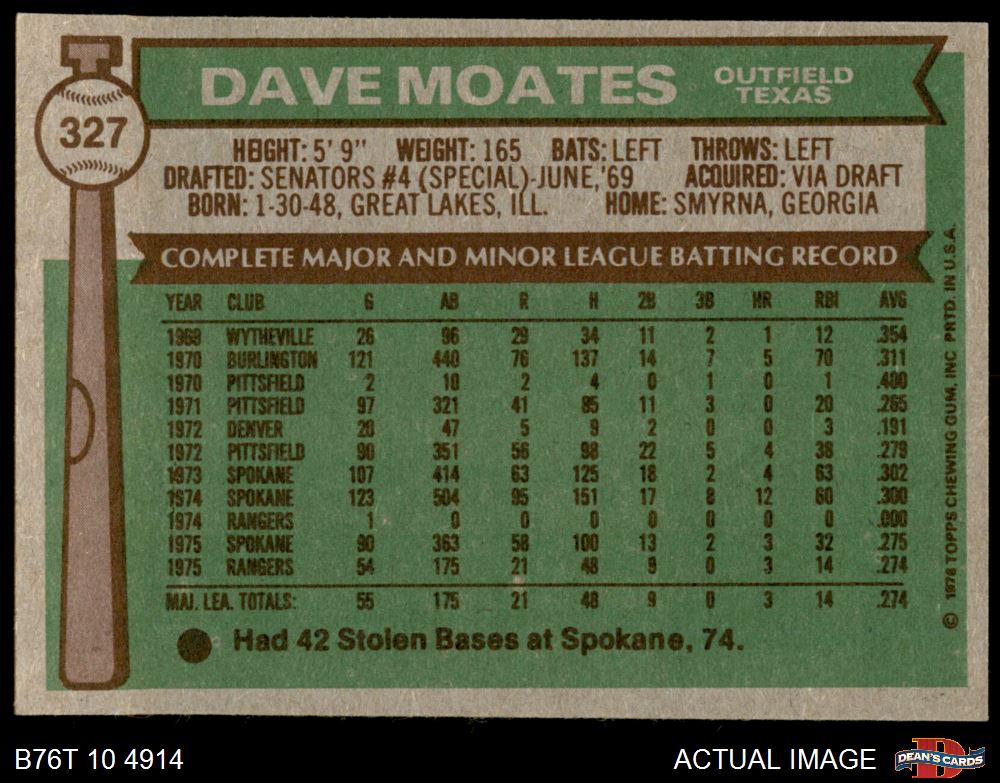 327
DAVE MOATES OUTFIELD TEXAS
HEIGHT: 5' 9" WEIGHT: 165 BATS: LEFT THROWS: LEFT
DRAFTED: SENATORS #4 (SPECIAL)-JUNE,'69 ACQUIRED: VIA DRAFT
BORN: 1-30-48, GREAT LAKES, ILL. HOME: SMYRNA, GEORGIA
COMPLETE MAJOR AND MINOR LEAGUE BATTING RECORD
YEAR CLUB G AB R H 2B 3B HR RBI AVG
1969 WYTHEVILLE 26 96 29 34 11 2 1 12 .354
1970 BURLINGTON 121 440 76 137 14 7 5 70 .311
1970 PITTSFIELD 2 10 2 4 0 1 0 1 .400
1971 PITTSFIELD 97 321 41 85 11 3 0 20 .265
1972 DENVER 20 47 5 9 2 0 0 3 .191
1972 PITTSFIELD 90 351 56 98 22 5 4 38 .279
1973 SPOKANE 107 414 63 125 18 2 4 63 .302
1974 SPOKANE 123 504 95 151 17 8 12 60 .300
1974 RANGERS 1 0 0 0 0 0 0 0 .000
1975 SPOKANE 90 363 58 100 13 2 3 32 .275
1975 RANGERS 54 175 21 48 9 0 3 14 .274
MAJ. LEA. TOTALS: 55 175 21 48 9 0 3 14 .274
Had 42 Stolen Bases at Spokane, 74.
© 1976 TOPPS CHEWING GUM, INC PRTD. IN U.S.A.
B76T 10 4914 ACTUAL IMAGE DEAN'S CARDS